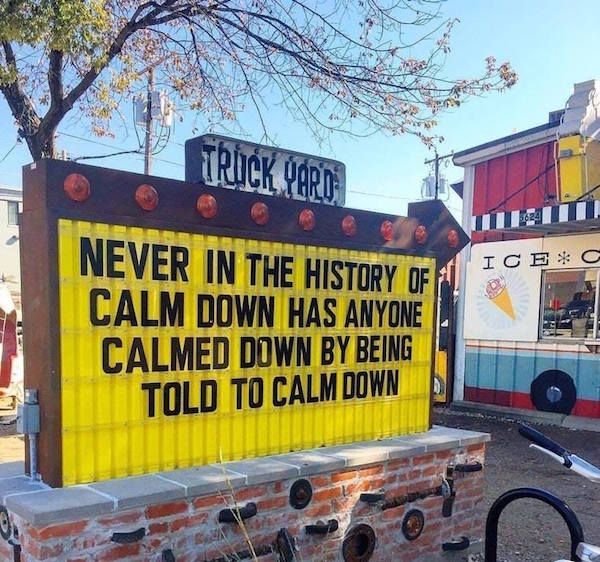 TRUCK YARD
NEVER IN THE HISTORY OF
CALM DOWN HAS ANYONE
CALMED DOWN BY BEING
TOLD TO CALM DOWN
5624
ICE*C